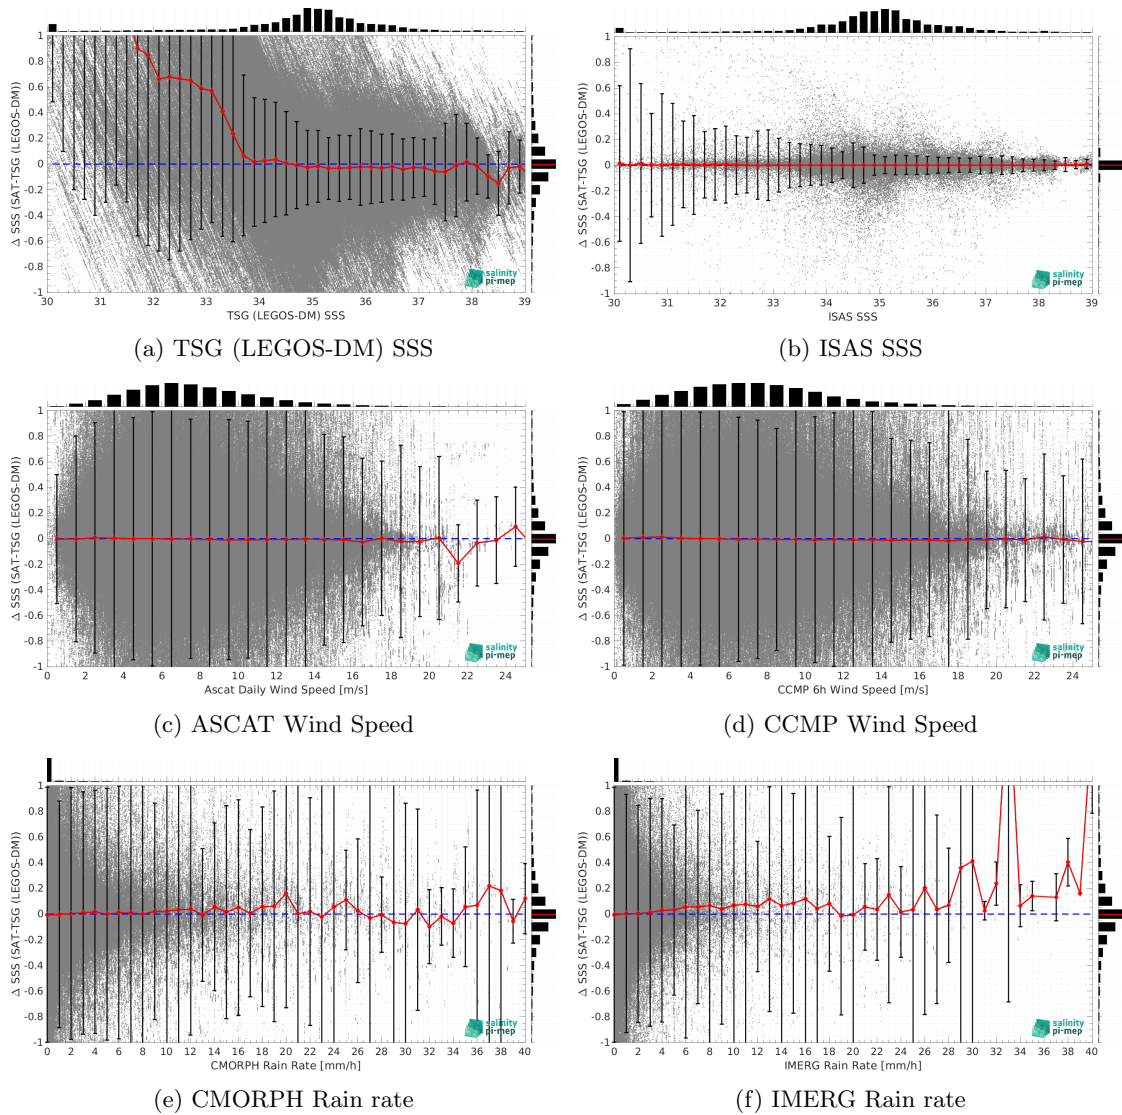 1
0.8
0.6
0.4
0.2
0
-0.2
-0.4
-0.6
-0.8
-1
Δ SSS (SAT-TSG (LEGOS-DM))
30 31 32 33 34 35 36 37 38 39
TSG (LEGOS-DM) SSS
salinity
pi-mep
(a) TSG (LEGOS-DM) SSS
1
0.8
0.6
0.4
0.2
0
-0.2
-0.4
-0.6
-0.8
-1
Δ SSS (SAT-TSG (LEGOS-DM))
30 31 32 33 34 35 36 37 38 39
ISAS SSS
salinity
pi-mep
(b) ISAS SSS
1
0.8
0.6
0.4
0.2
0
-0.2
-0.4
-0.6
-0.8
-1
Δ SSS (SAT-TSG (LEGOS-DM))
0 2 4 6 8 10 12 14 16 18 20 22 24
Ascat Daily Wind Speed [m/s]
salinity
pi-mep
(c) ASCAT Wind Speed
1
0.8
0.6
0.4
0.2
0
-0.2
-0.4
-0.6
-0.8
-1
Δ SSS (SAT-TSG (LEGOS-DM))
0 2 4 6 8 10 12 14 16 18 20 22 24
CCMP 6h Wind Speed [m/s]
salinity
pi-mep
(d) CCMP Wind Speed
1
0.8
0.6
0.4
0.2
0
-0.2
-0.4
-0.6
-0.8
-1
Δ SSS (SAT-TSG (LEGOS-DM))
0 2 4 6 8 10 12 14 16 18 20 22 24 26 28 30 32 34 36 38 40
CMORPH Rain Rate [mm/h]
salinity
pi-mep
(e) CMORPH Rain rate
1
0.8
0.6
0.4
0.2
0
-0.2
-0.4
-0.6
-0.8
-1
Δ SSS (SAT-TSG (LEGOS-DM))
0 2 4 6 8 10 12 14 16 18 20 22 24 26 28 30 32 34 36 38 40
IMERG Rain Rate [mm/h]
salinity
pi-mep
(f) IMERG Rain rate